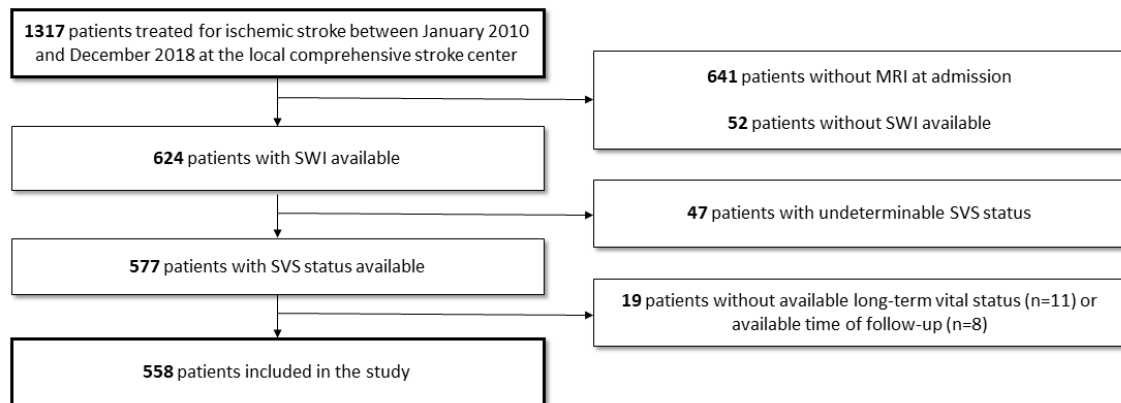 1317 patients treated for ischemic stroke between January 2010
and December 2018 at the local comprehensive stroke center
641 patients without MRI at admission
52 patients without SWI available
624 patients with SWI available
47 patients with undeterminable SVS status
577 patients with SVS status available
19 patients without available long-term vital status (n=11) or
available time of follow-up (n=8)
558 patients included in the study